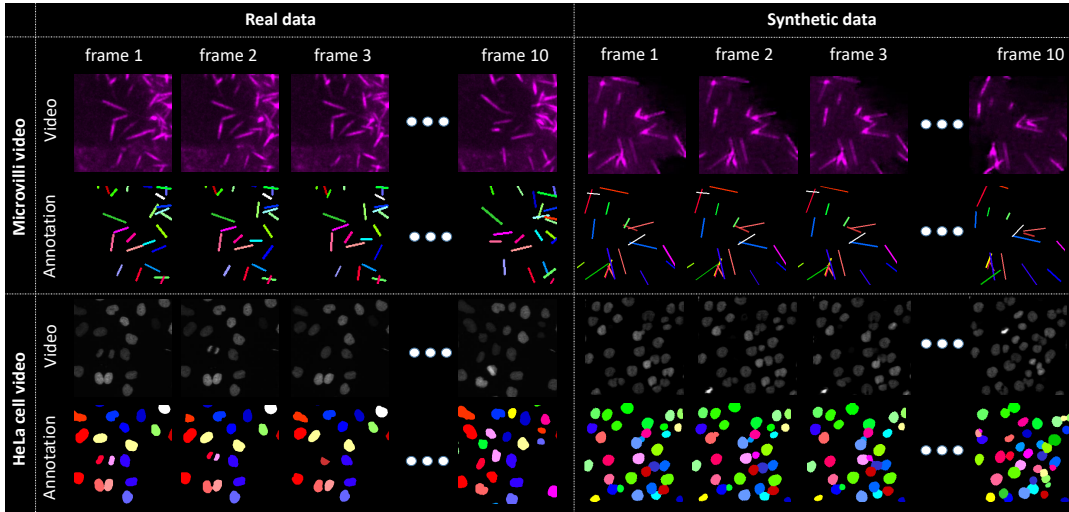 Real data
Synthetic data
frame 1
frame 2
frame 3
frame 10
frame 1
frame 2
frame 3
frame 10
Microvilli video
Video
Annotation
HeLa cell video
Video
Annotation